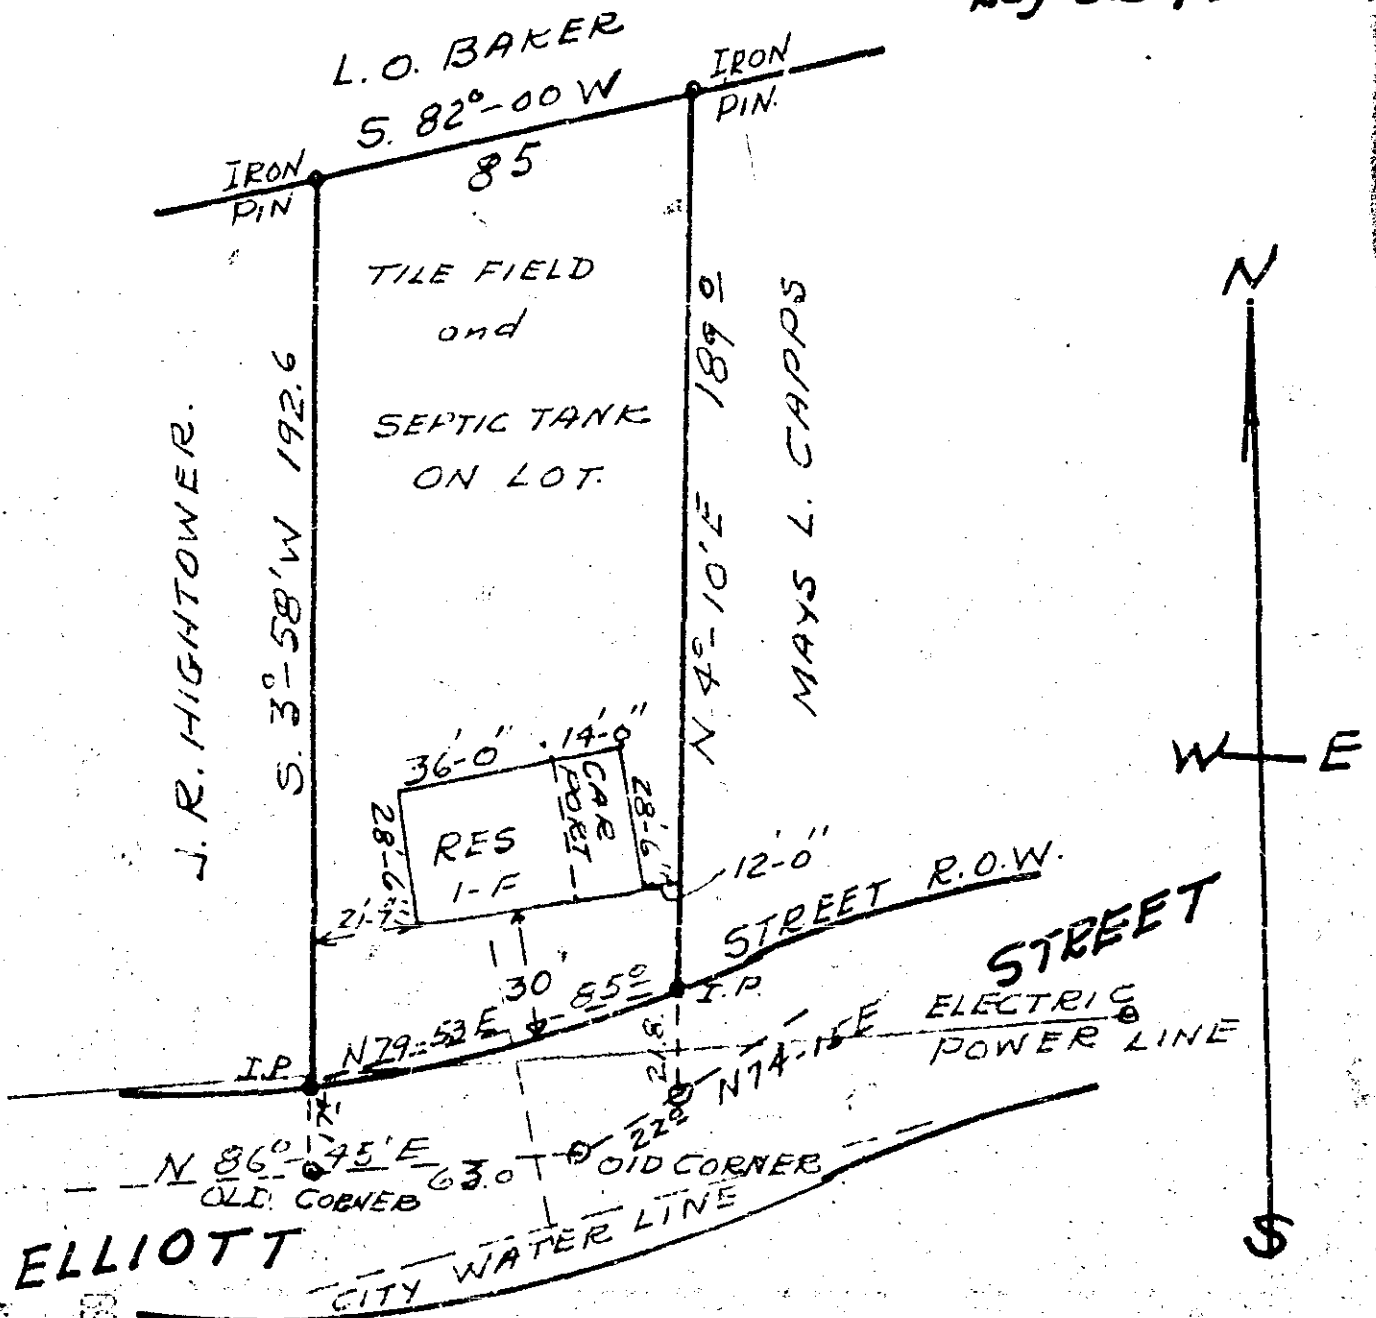 L.O. BAKER
S. 82°-00 W
85
IRON
PIN.
IRON
PIN
TILE FIELD
and
SEPTIC TANK
ON LOT.
J. R. HIGHTOWER.
S. 3°-58'W 192.6
N 4°-10'E 189 0
MAYS L. CAPPS
N
W E
S
36'-0" 14'-0"
28'-6"
RES
1-F
CAR
PORT
28'-6"
12'-0"
30'
STREET R.O.W.
STREET
N79-53 E 85 0
I.P.
I.P.
21.8
N74-15 E
ELECTRIC
POWER LINE
N 86°-45'E 63.0
22 0
OLD CORNER
OLD CORNER
ELLIOTT
CITY WATER LINE